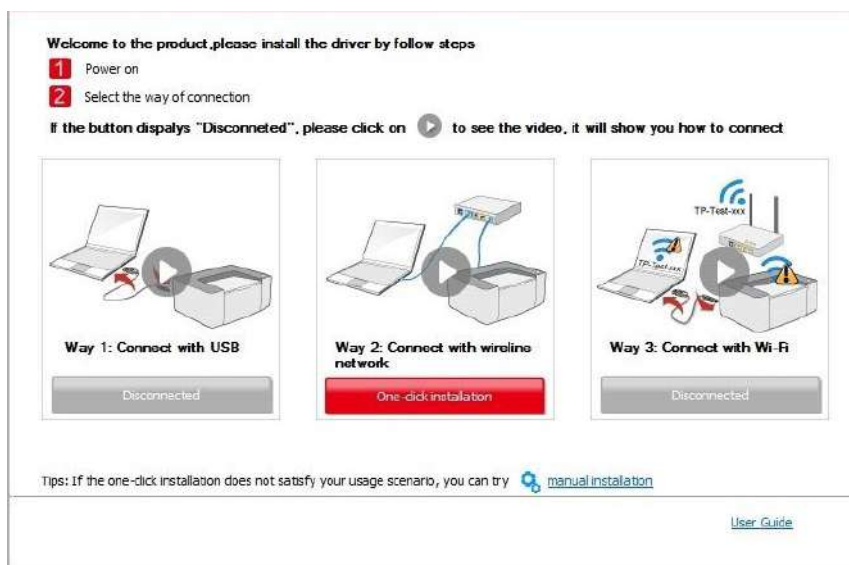 Welcome to the product,please install the driver by follow steps
1 Power on
2 Select the way of connection
If the button dispalys "Disconneted", please click on to see the video, it will show you how to connect
TP-Test-xxx
TP-Test-xxx
Way 1: Connect with USB
Way 2: Connect with wireline
network
Way 3: Connect with Wi-Fi
Disconnected
One-click installation
Disconnected
Tips: If the one-click installation does not satisfy your usage scenario, you can try manual installation
User Guide